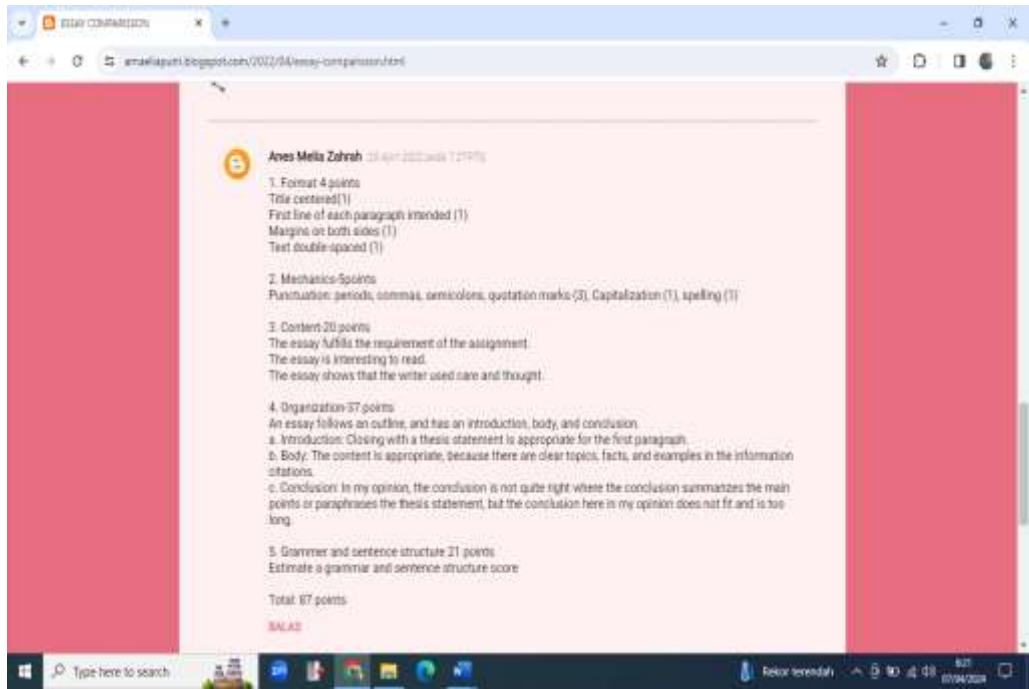 ESSAY COMPARISON
Anes Melia Zahrah
1. Format 4 points
Title centered(1)
First line of each paragraph intended (1)
Margins on both sides (1)
Text double-spaced (1)
2. Mechanics-5points
Punctuation: periods, commas, semicolons, quotation marks-(3), Capitalization (1), spelling (1)
3. Content-20 points
The essay fulfills the requirement of the assignment.
The essay is interesting to read.
The essay shows that the writer used care and thought.
4. Organization-37 points
An essay follows an outline, and has an introduction, body, and conclusion.
a. Introduction: Closing with a thesis statement is appropriate for the first paragraph.
b. Body: The content is appropriate, because there are clear topics, facts, and examples in the information
citations.
c. Conclusion: In my opinion, the conclusion is not quite right where the conclusion summarizes the main
points or paraphrases the thesis statement, but the conclusion here in my opinion does not fit and is too
long.
5. Grammer and sentence structure 21 points
Estimate a grammar and sentence structure score
Total: 87 points
BALAS
Type here to search
Rekor terendah
07/04/2024